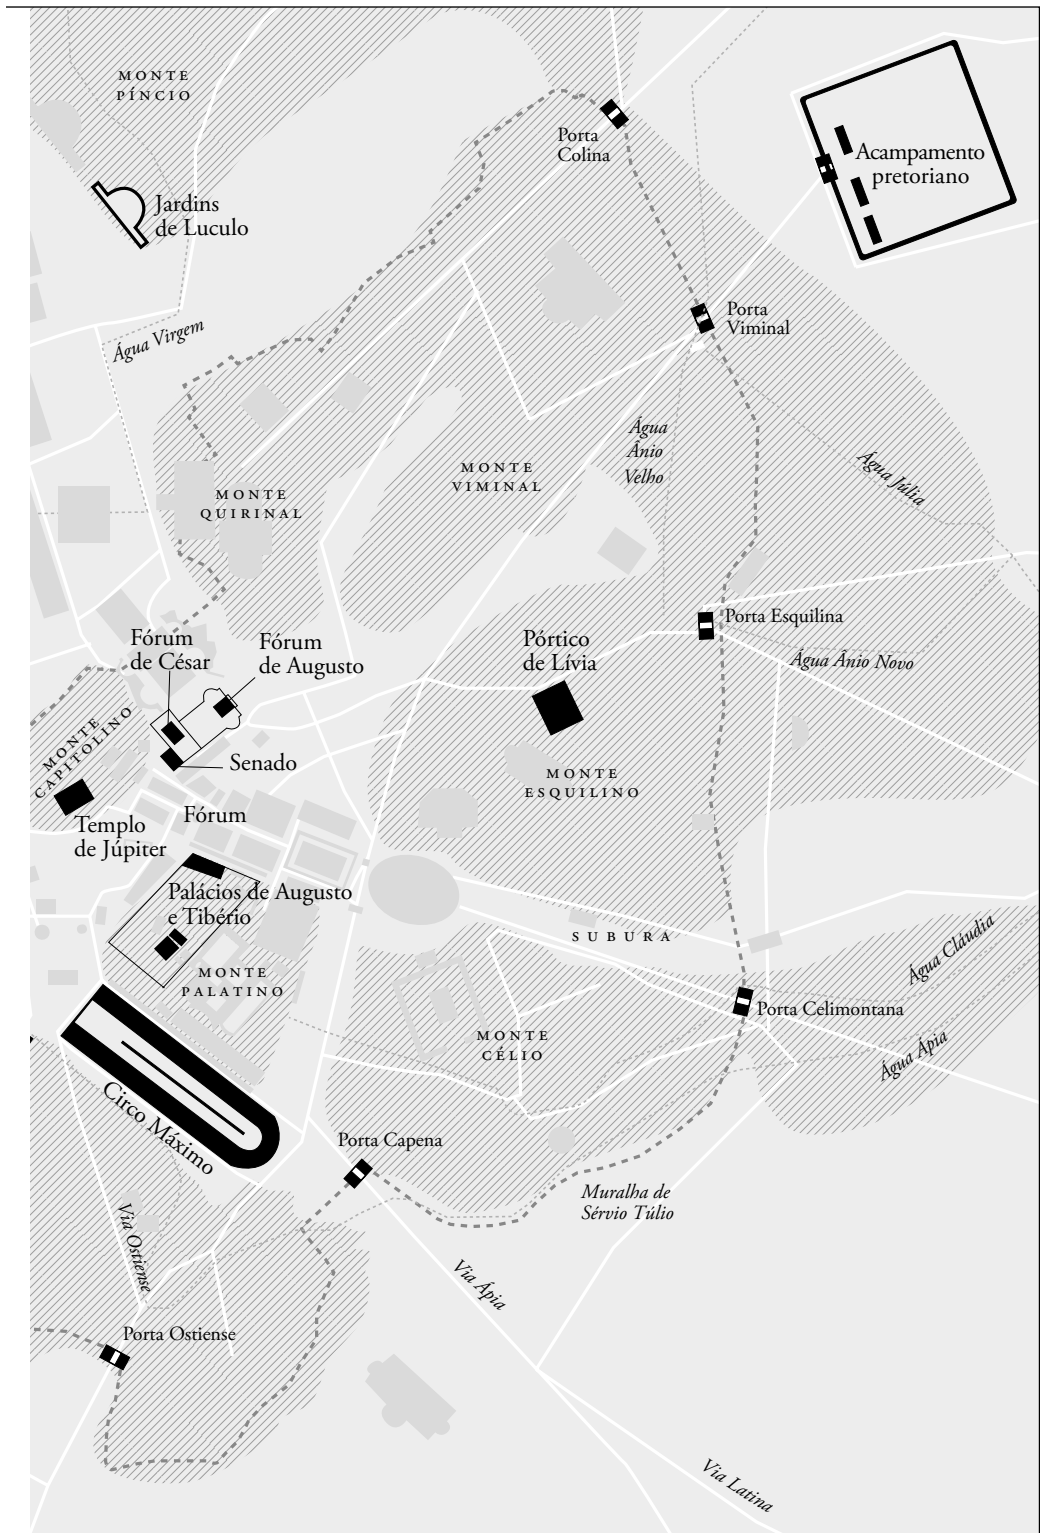 MONTE
PÍNCIO
Porta
Colina
Acampamento
pretoriano
Jardins
de Luculo
Porta
Viminal
Água Virgem
Água
Ânio
Velho
Água Júlia
MONTE
VIMINAL
MONTE
QUIRINAL
Porta Esquilina
Fórum
de César
Fórum
de Augusto
Pórtico
de Lívia
Água Ânio Novo
MONTE
CAPITOLINO
Senado
MONTE
ESQUILINO
Fórum
Templo
de Júpiter
Palácios de Augusto
e Tibério
SUBURA
Água Cláudia
MONTE
PALATINO
Porta Celimontana
MONTE
CÉLIO
Água Ápia
Circo Máximo
Porta Capena
Muralha de
Sérvio Túlio
Via Ostiense
Via Ápia
Porta Ostiense
Via Latina